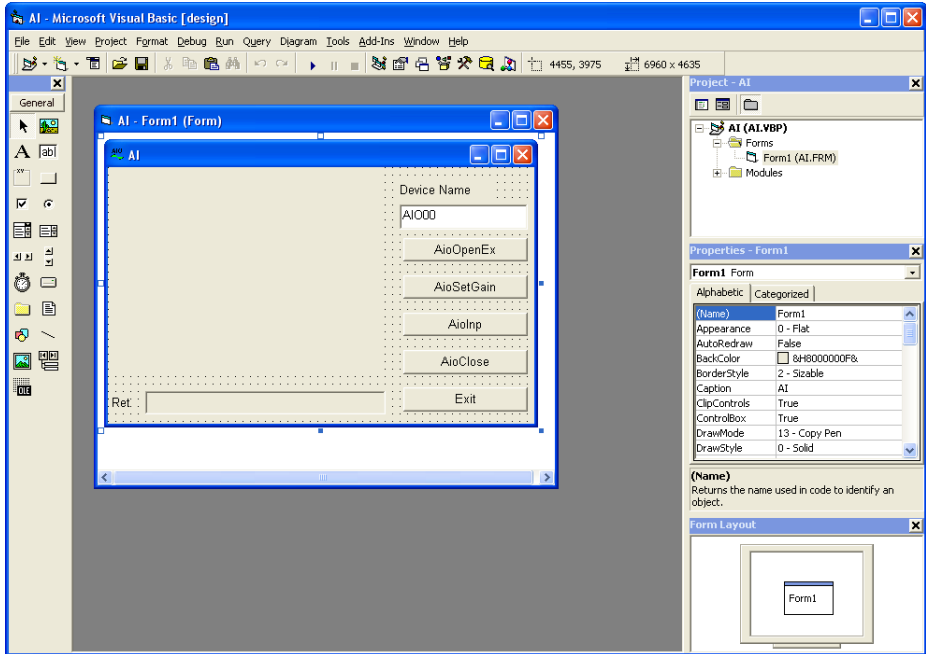 AI - Microsoft Visual Basic [design]
File Edit View Project Format Debug Run Query Diagram Tools Add-Ins Window Help
4455, 3975 6960 x 4635
General
A ab|
xy
OLE
AI - Form1 (Form)
AI
Device Name
AIO00
AioOpenEx
AioSetGain
AioInp
AioClose
Ret :
Exit
Project - AI
AI (AI.VBP)
Forms
Form1 (AI.FRM)
Modules
Properties - Form1
Form1 Form
Alphabetic Categorized
(Name) Form1
Appearance 0 - Flat
AutoRedraw False
BackColor &H8000000F&
BorderStyle 2 - Sizable
Caption AI
ClipControls True
ControlBox True
DrawMode 13 - Copy Pen
DrawStyle 0 - Solid
(Name)
Returns the name used in code to identify an
object.
Form Layout
Form1